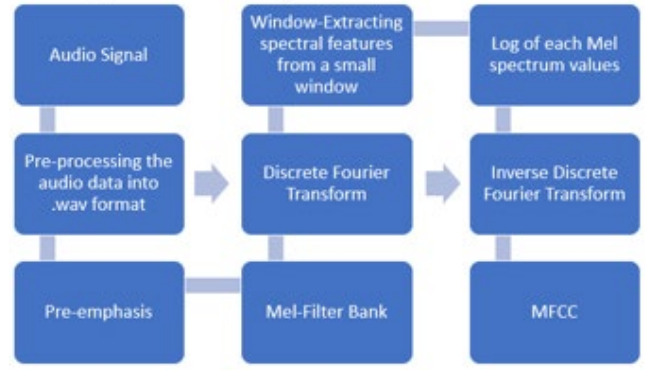 Audio Signal
Pre-processing the
audio data into
.wav format
Pre-emphasis
Window-Extracting
spectral features
from a small
window
Discrete Fourier
Transform
Mel-Filter Bank
Log of each Mel
spectrum values
Inverse Discrete
Fourier Transform
MFCC